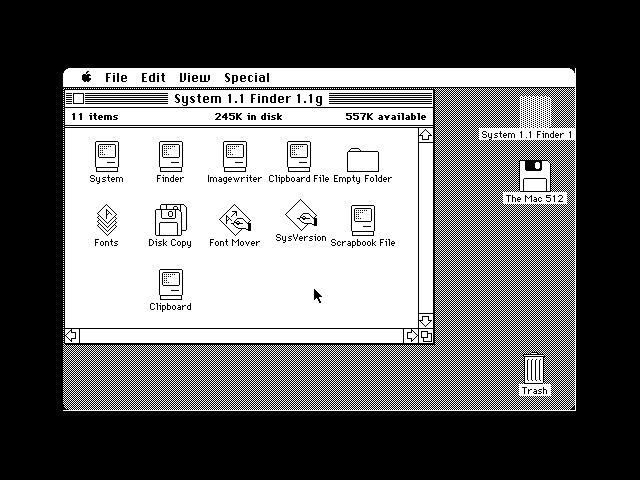 File Edit View Special
System 1.1 Finder 1.1g
11 items 245K in disk 557K available
System Finder Imagewriter Clipboard File Empty Folder
Fonts Disk Copy Font Mover SysVersion Scrapbook File
Clipboard
System 1.1 Finder 1
The Mac 512
Trash